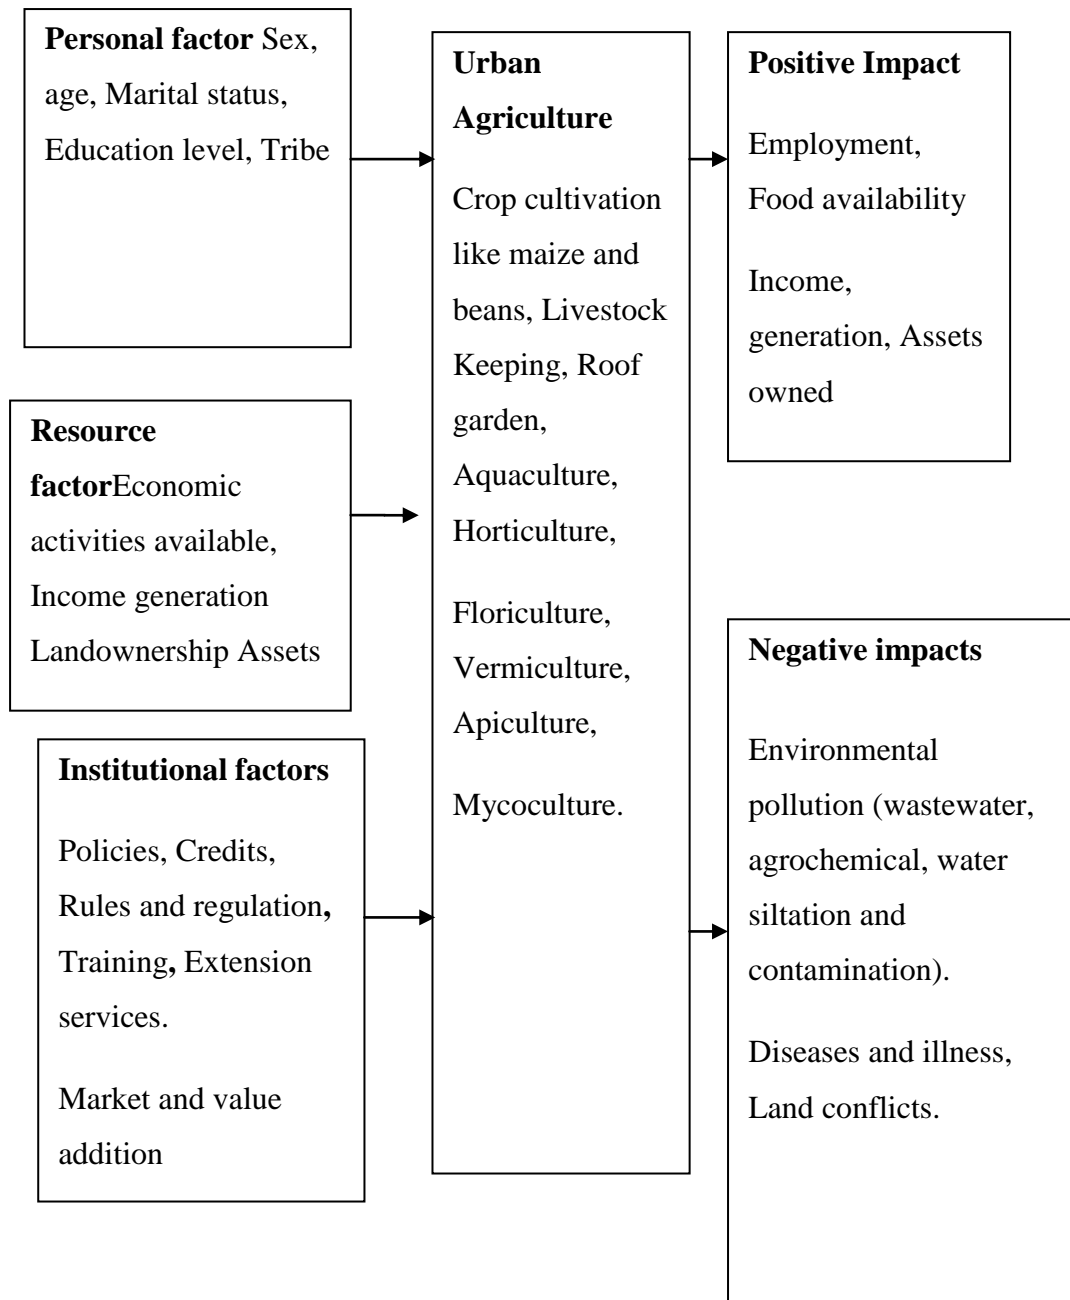 Personal factor Sex,
age, Marital status,
Education level, Tribe
Resource
factorEconomic
activities available,
Income generation
Landownership Assets
Institutional factors
Policies, Credits,
Rules and regulation,
Training, Extension
services.
Market and value
addition
Urban
Agriculture
Crop cultivation
like maize and
beans, Livestock
Keeping, Roof
garden,
Aquaculture,
Horticulture,
Floriculture,
Vermiculture,
Apiculture,
Mycoculture.
Positive Impact
Employment,
Food availability
Income,
generation, Assets
owned
Negative impacts
Environmental
pollution (wastewater,
agrochemical, water
siltation and
contamination).
Diseases and illness,
Land conflicts.